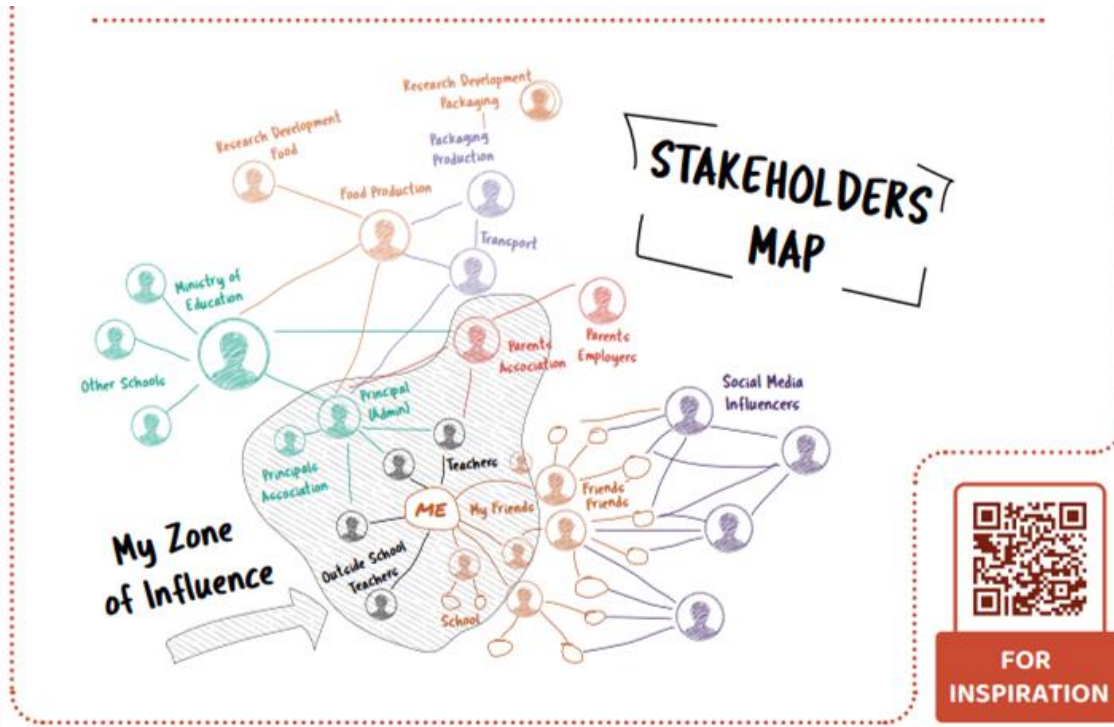 Research Development
Packaging
Research Development
Food
Packaging
Production
STAKEHOLDERS
MAP
Food Production
Transport
Ministry of
Education
Parents
Association
Parents
Employers
Other Schools
Social Media
Influencers
Principal
(Admin)
Principals
Association
Teachers
ME
My Friends
Friends
Friends
My Zone
of Influence
Outside School
Teachers
School
FOR
INSPIRATION